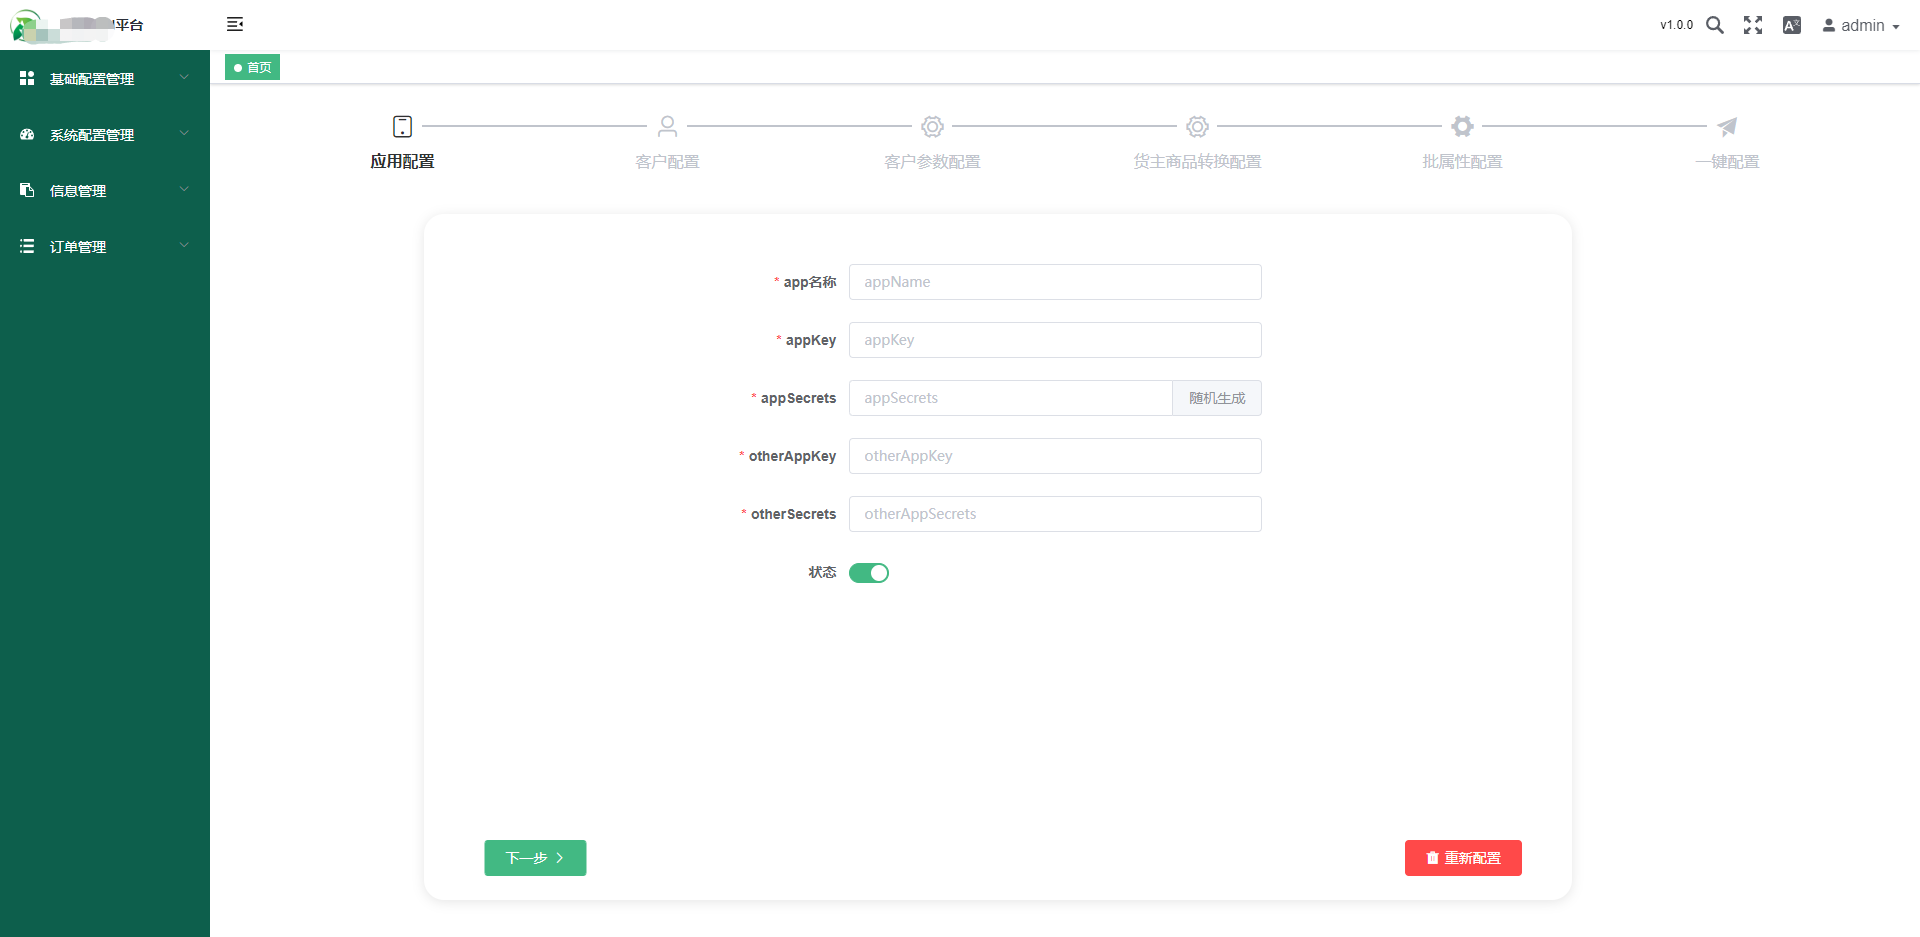 平台
v1.0.0
admin
首页
基础配置管理
系统配置管理
信息管理
订单管理
应用配置
客户配置
客户参数配置
货主商品转换配置
批属性配置
一键配置
* app名称 appName
* appKey appKey
* appSecrets appSecrets 随机生成
* otherAppKey otherAppKey
* otherSecrets otherAppSecrets
状态
下一步
重新配置